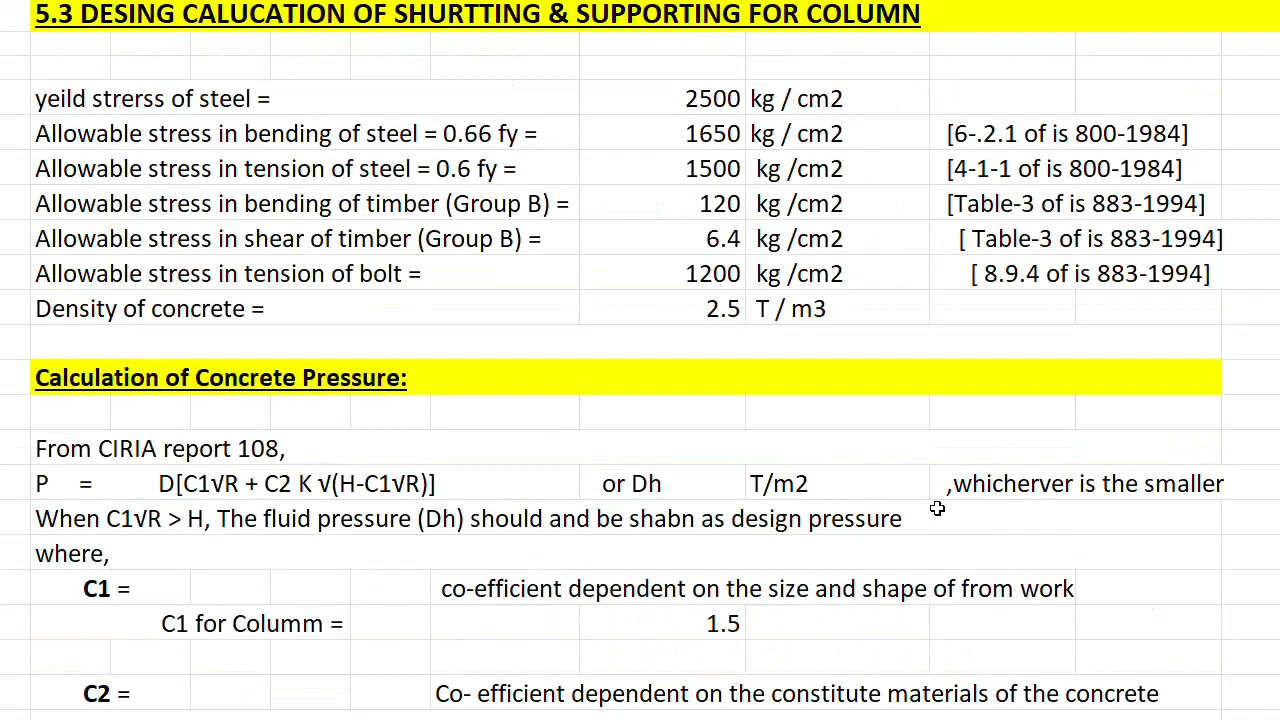 5.3 DESING CALUCATION OF SHURTTING & SUPPORTING FOR COLUMN
yeild strerss of steel = 2500 kg / cm2
Allowable stress in bending of steel = 0.66 fy = 1650 kg / cm2 [6-.2.1 of is 800-1984]
Allowable stress in tension of steel = 0.6 fy = 1500 kg /cm2 [4-1-1 of is 800-1984]
Allowable stress in bending of timber (Group B) = 120 kg /cm2 [Table-3 of is 883-1994]
Allowable stress in shear of timber (Group B) = 6.4 kg /cm2 [ Table-3 of is 883-1994]
Allowable stress in tension of bolt = 1200 kg /cm2 [ 8.9.4 of is 883-1994]
Density of concrete = 2.5 T / m3
Calculation of Concrete Pressure:
From CIRIA report 108,
P = D[C1√R + C2 K √(H-C1√R)] or Dh T/m2 ,whicherver is the smaller
When C1√R > H, The fluid pressure (Dh) should and be shabn as design pressure
where,
C1 = co-efficient dependent on the size and shape of from work
C1 for Columm = 1.5
C2 = Co- efficient dependent on the constitute materials of the concrete